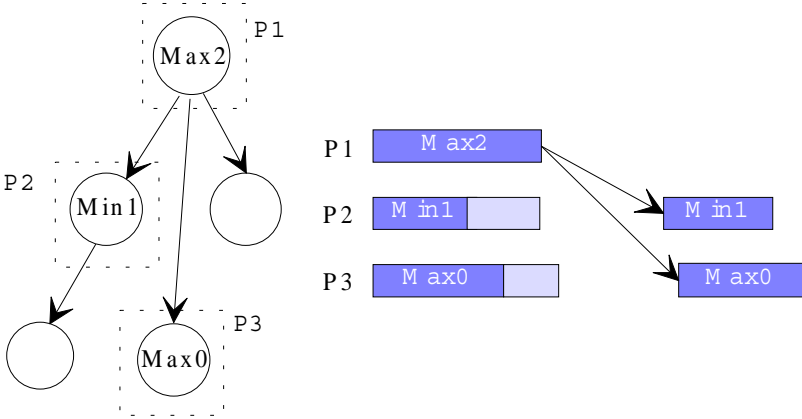 P1
Max2
P2
Min1
P3
Max0
P1 Max2
P2 Min1 Min1
P3 Max0 Max0